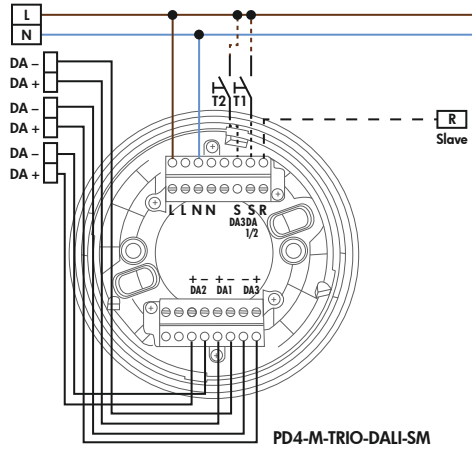 L
N
DA –
DA +
DA –
DA +
DA –
DA +
T2 T1
R
Slave
L L N N S S R
DA3 DA
1/2
+ – + – – +
DA2 DA1 DA3
PD4-M-TRIO-DALI-SM